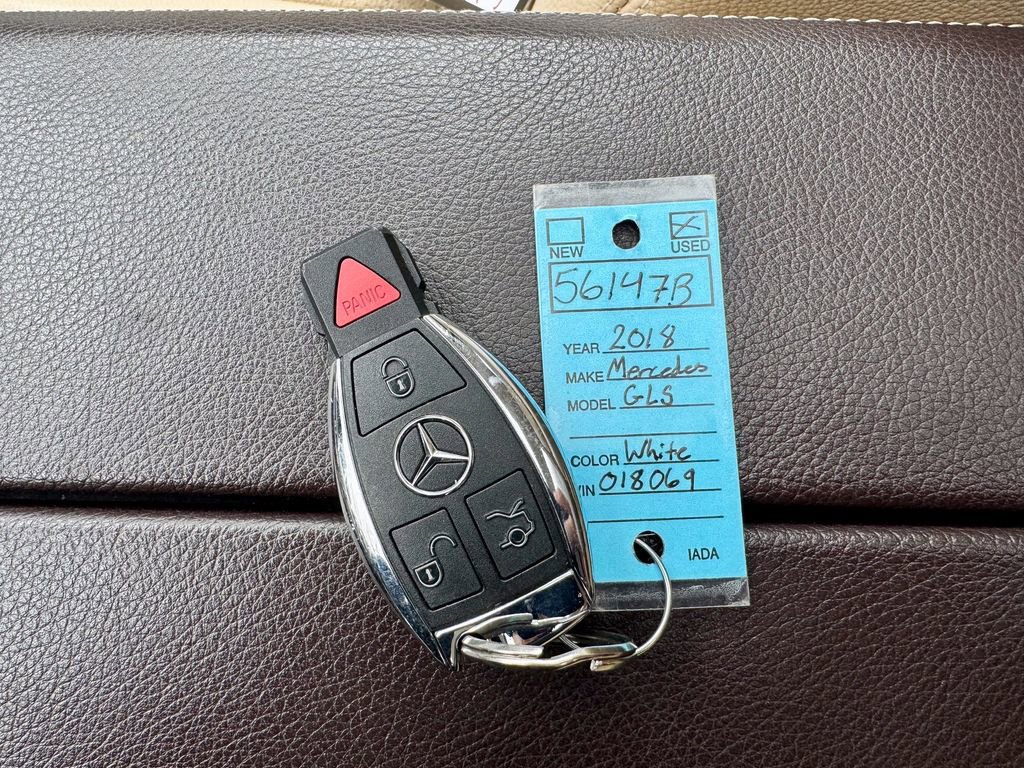 PANIC
NEW USED
56147B
YEAR 2018
MAKE Mercedes
MODEL GLS
COLOR White
VIN 018069
IADA